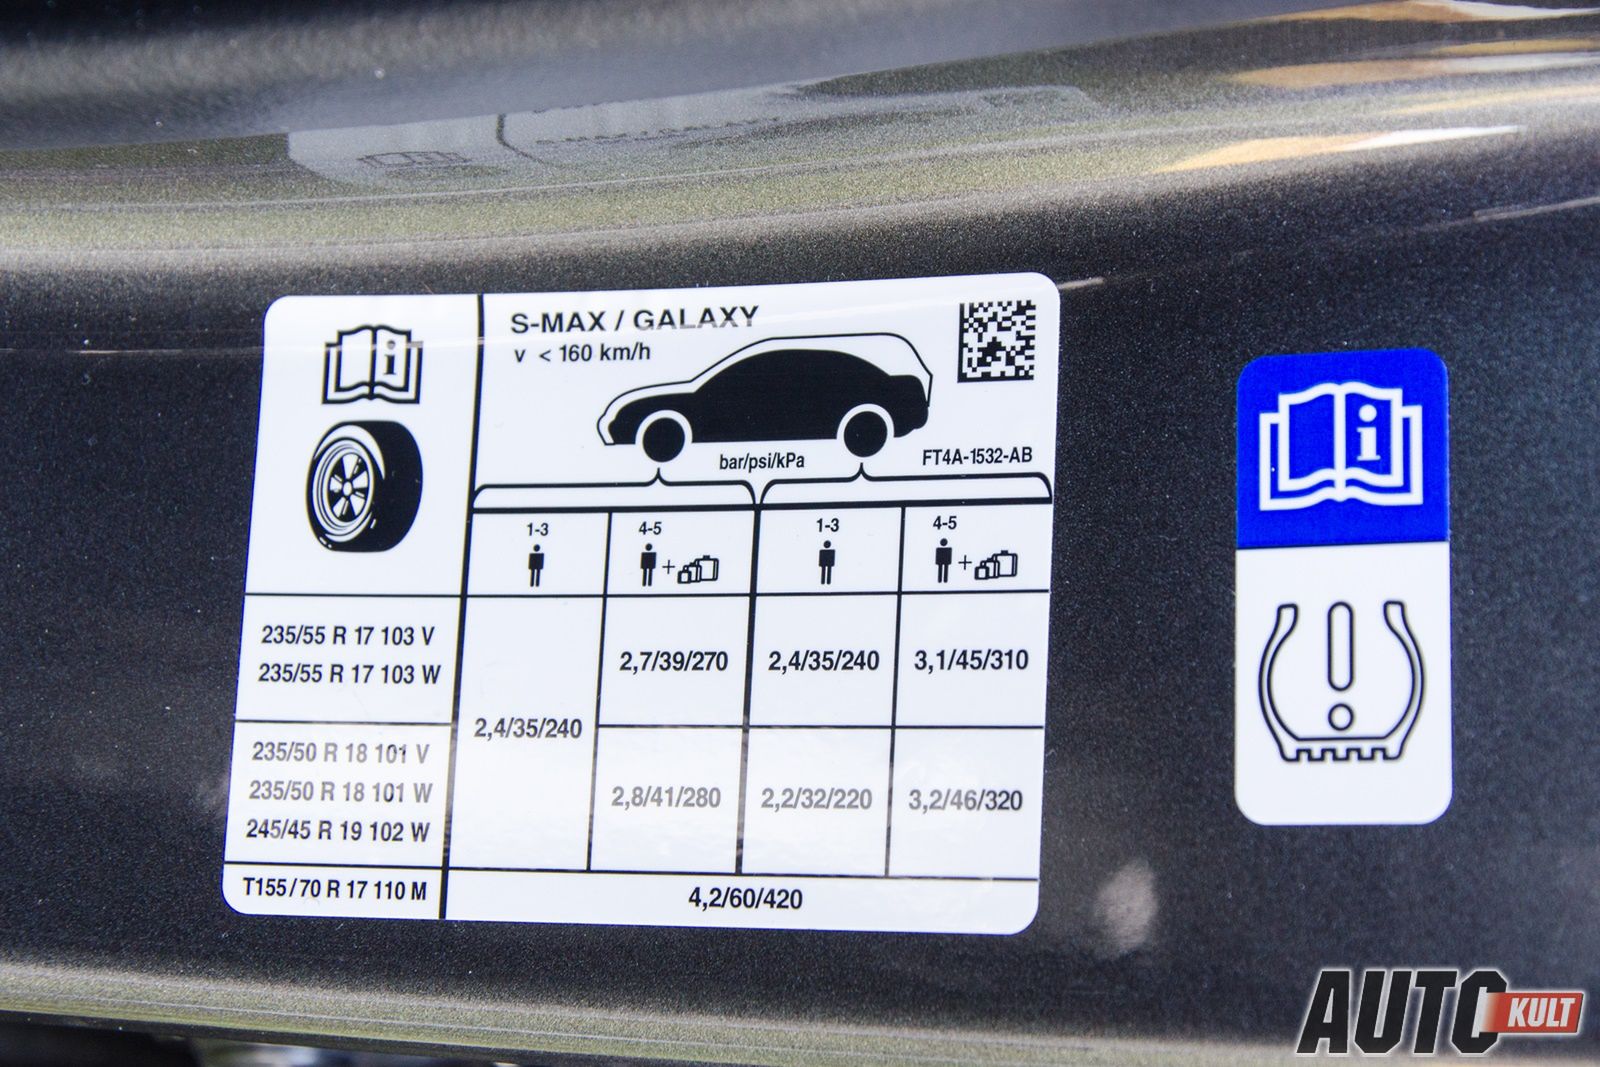 S-MAX / GALAXY
v < 160 km/h
i
bar/psi/kPa
FT4A-1532-AB
1-3
4-5
1-3
4-5
+
+
235/55 R 17 103 V
235/55 R 17 103 W
2,7/39/270
2,4/35/240
3,1/45/310
2,4/35/240
235/50 R 18 101 V
235/50 R 18 101 W
245/45 R 19 102 W
2,8/41/280
2,2/32/220
3,2/46/320
T155/70 R 17 110 M
4,2/60/420
i
!
AUTO KULT